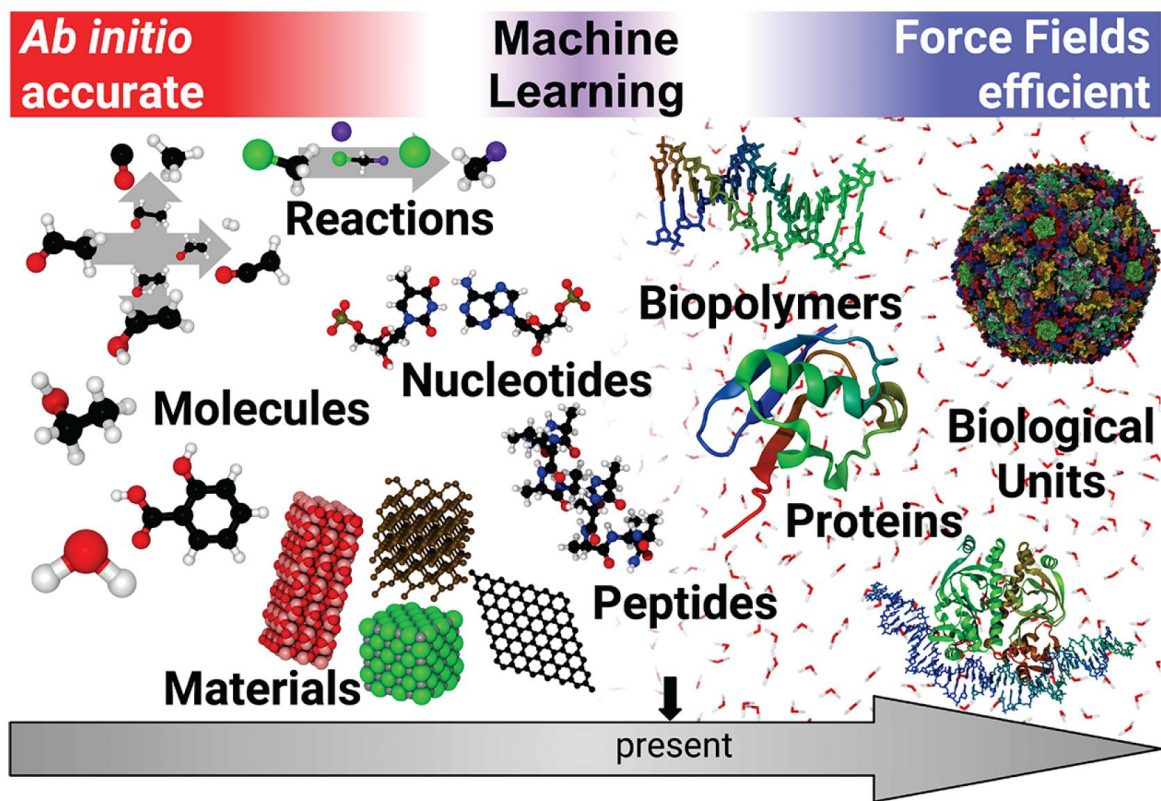 Ab initio
accurate
Machine
Learning
Force Fields
efficient
Reactions
Molecules
Nucleotides
Materials
Peptides
Biopolymers
Proteins
Biological
Units
present